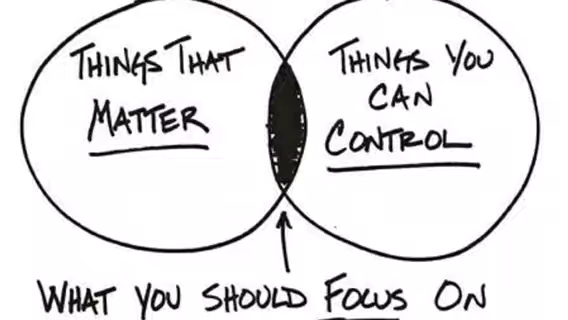 THINGS THAT
MATTER
THINGS YOU
CAN
CONTROL
WHAT YOU SHOULD FOCUS ON